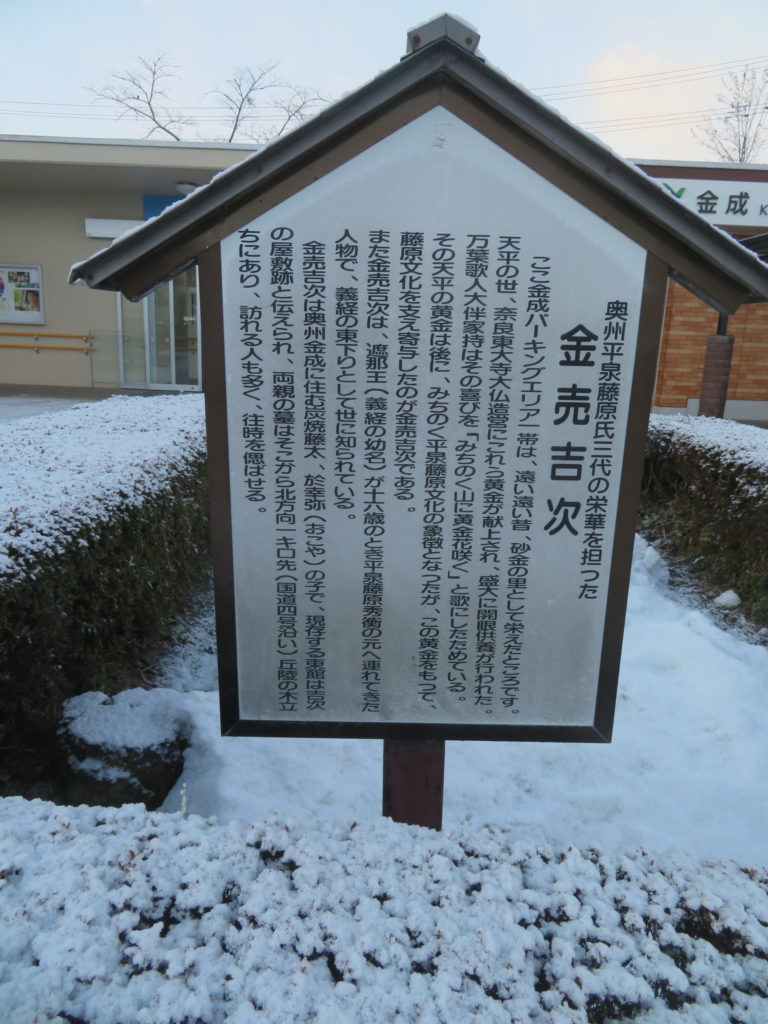 奥州平泉藤原氏三代の栄華を担つた
金売吉次
ここ金成パーキングエリア一帯は、遠い遠い昔、砂金の里として栄えたところです。
天平の世、奈良東大寺大仏造営にこれら黄金が献上され、盛大に開眼供養が行われた。
万葉歌人大伴家持はその喜びを「みちのく山に黄金花咲く」と歌にしたためている。
その天平の黄金は後に、みちのく平泉藤原文化の象徴となつたが、この黄金をもつて、
藤原文化を支え寄与したのが金売吉次である。
また金売吉次は、遮那王（義経の幼名）が十六歳のとき平泉藤原秀衡の元へ連れてきた
人物で、義経の東下りとして世に知られている。
金売吉次は奥州金成に住む炭焼藤太、於幸弥（おこや）の子で、現存する東館は吉次
の屋敷跡と伝えられ、両親の墓はそこから北方向一キロ先（国道四号沿い）丘陵の木立
ちにあり、訪れる人も多く、往時を偲ばせる。
金成 K